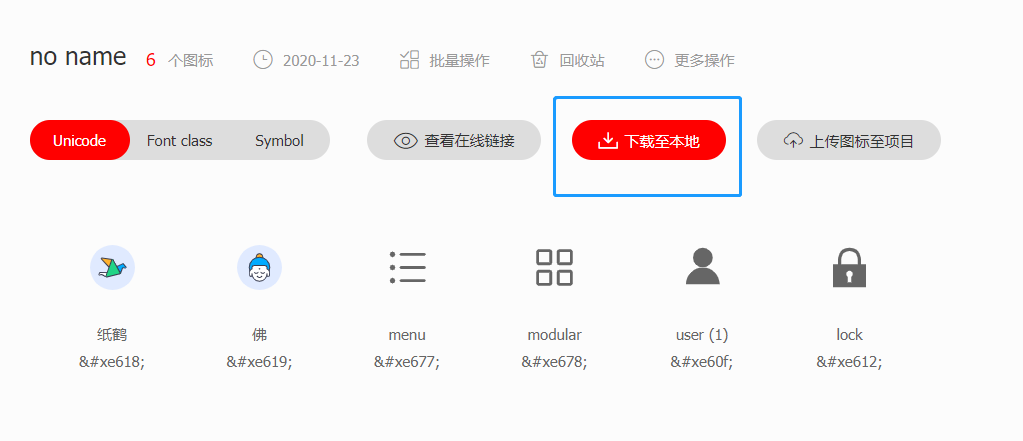 no name 6 个图标 2020-11-23 批量操作 回收站 更多操作
Unicode Font class Symbol 查看在线链接 下载至本地 上传图标至项目
纸鹤 佛 menu modular user (1) lock
&#xe618; &#xe619; &#xe677; &#xe678; &#xe60f; &#xe612;